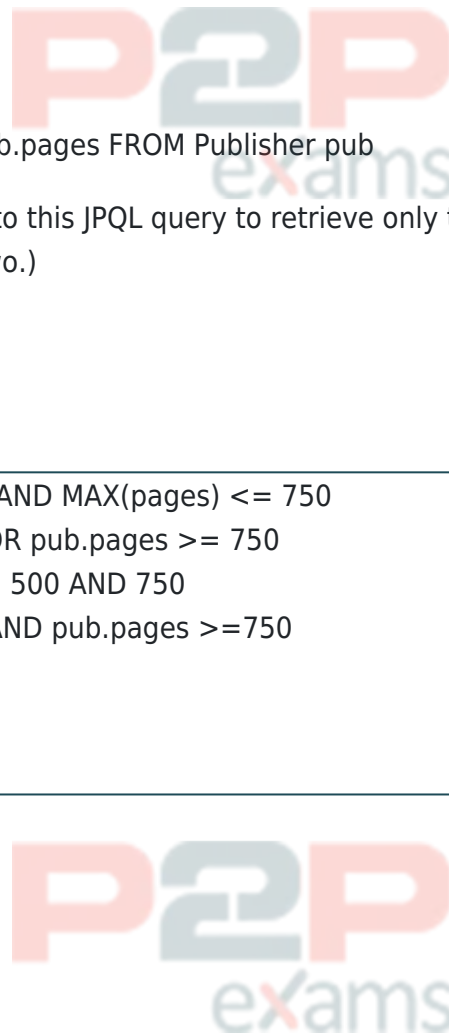 P2P
exams
b.pages FROM Publisher pub
to this JPQL query to retrieve only
vo.)
AND MAX(pages) <= 750
OR pub.pages >= 750
500 AND 750
AND pub.pages >=750
P2P
exams